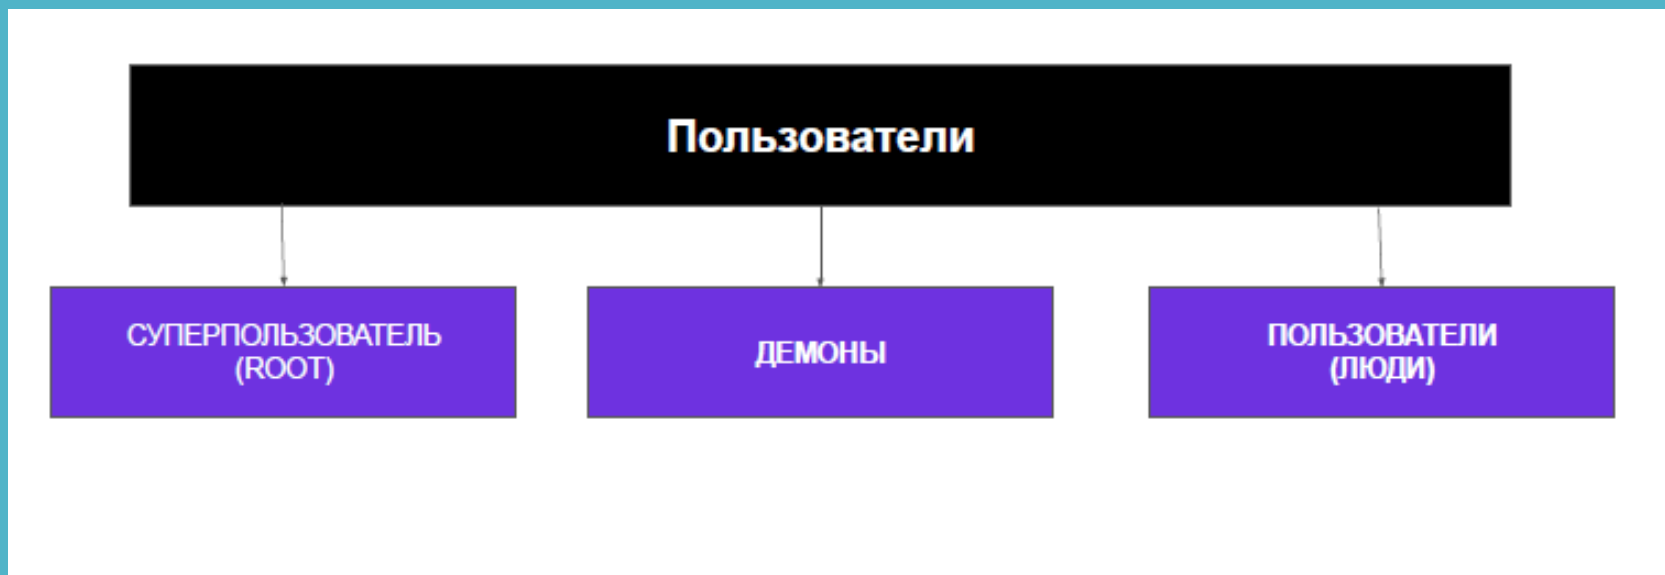 Пользователи
СУПЕРПОЛЬЗОВАТЕЛЬ
(ROOT)
ДЕМОНЫ
ПОЛЬЗОВАТЕЛИ
(ЛЮДИ)